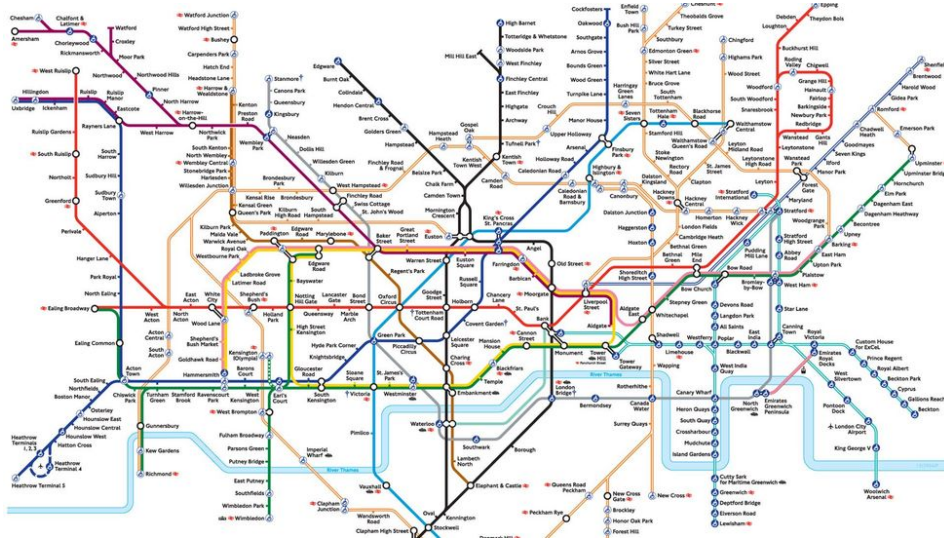 Chesham
Chalfont &
Latimer
Watford
Amersham
Chorleywood
Croxley
Rickmansworth
Moor Park
Northwood
Northwood Hills
Pinner
North Harrow
Harrow-
on-the-Hill
Northwick
Park
Preston
Road
Wembley
Park
West Harrow
Rayners Lane
Eastcote
Ruislip
Manor
Ruislip
Ickenham
Hillingdon
Uxbridge
West Ruislip
Ruislip Gardens
South Ruislip
Northolt
Greenford
Perivale
Hanger Lane
South
Harrow
Sudbury Hill
Sudbury
Town
Alperton
Park Royal
North Ealing
Ealing Broadway
Ealing Common
West
Acton
North
Acton
East
Acton
White
City
Acton
Central
South
Acton
Acton
Town
South Ealing
Northfields
Boston Manor
Osterley
Hounslow East
Hounslow Central
Hounslow West
Hatton Cross
Heathrow
Terminals
1, 2, 3
Heathrow
Terminal 4
Heathrow Terminal 5
Chiswick
Park
Turnham
Green
Stamford
Brook
Ravenscourt
Park
Hammersmith
Barons
Court
West
Kensington
Earl's
Court
Gunnersbury
Kew Gardens
Richmond
Watford Junction
Watford High Street
Bushey
Carpenders Park
Hatch End
Headstone Lane
Harrow &
Wealdstone
Kenton
South Kenton
North Wembley
Wembley Central
Stonebridge Park
Harlesden
Willesden Junction
Kensal Rise
Kensal Green
Queen's Park
Kilburn Park
Maida Vale
Warwick Avenue
Royal Oak
Westbourne Park
Ladbroke Grove
Latimer Road
Paddington
Edgware
Road
Marylebone
Baker
Street
Great
Portland
Street
Stanmore
Canons Park
Queensbury
Kingsbury
Neasden
Dollis Hill
Willesden Green
Kilburn
West Hampstead
Finchley Road
Swiss Cottage
St. John's Wood
Brondesbury
Park
Brondesbury
Kilburn
High Road
South
Hampstead
Finchley Road
& Frognal
Edgware
Burnt Oak
Colindale
Hendon Central
Brent Cross
Golders Green
Hampstead
Belsize Park
Chalk Farm
Camden Town
Mornington
Crescent
High Barnet
Totteridge & Whetstone
Woodside Park
West Finchley
Mill Hill East
Finchley Central
East Finchley
Highgate
Archway
Tufnell Park
Kentish
Town
Kentish
Town West
Hampstead
Heath
Gospel
Oak
Camden
Road
Crouch
Hill
Upper Holloway
Cockfosters
Oakwood
Southgate
Arnos Grove
Bounds Green
Wood Green
Turnpike Lane
Manor House
Arsenal
Holloway Road
Caledonian Road
Caledonian
Road &
Barnsbury
Finsbury
Park
Highbury &
Islington
Canonbury
Harringay
Green
Lanes
Seven
Sisters
Enfield
Town
Bush Hill
Park
Theobalds Grove
Turkey Street
Southbury
Edmonton Green
Silver Street
White Hart Lane
Bruce Grove
South
Tottenham
Tottenham
Hale
Stamford Hill
Blackhorse
Road
Chingford
Highams Park
Wood Street
Walthamstow
Central
Walthamstow
Queen's Road
St. James
Street
Stoke
Newington
Rectory
Road
Clapton
Leyton
Midland Road
Leytonstone
High Road
Wanstead
Park
Hackney
Downs
Hackney
Central
Dalston
Kingsland
Dalston Junction
Haggerston
Hoxton
Homerton
Hackney
Wick
London Fields
Cambridge Heath
Bethnal
Green
Shoreditch
High Street
Epping
Theydon Bois
Debden
Loughton
Buckhurst Hill
Roding
Valley
Chigwell
Grange
Hill
Hainault
Fairlop
Barkingside
Newbury Park
Gants
Hill
Redbridge
Wanstead
Woodford
South Woodford
Snaresbrook
Leytonstone
Leyton
Stratford
International
Stratford
Shenfield
Brentwood
Harold Wood
Gidea Park
Romford
Emerson
Park
Chadwell
Heath
Goodmayes
Seven Kings
Ilford
Manor Park
Forest
Gate
Maryland
Woodgrange
Park
Upminster
Upminster Bridge
Hornchurch
Elm Park
Dagenham East
Dagenham Heathway
Becontree
Upney
Barking
East Ham
Upton Park
Plaistow
West Ham
Stratford
High Street
Abbey
Road
Pudding
Mill Lane
Bow Road
Bow Church
Bromley-
by-Bow
Mile
End
Bethnal
Green
Stepney Green
Whitechapel
Aldgate
East
Aldgate
Liverpool
Street
Moorgate
Old Street
Angel
King's Cross
St. Pancras
Farringdon
Barbican
Euston
Euston
Square
Warren Street
Regent's Park
Goodge
Street
Russell
Square
Tottenham
Court Road
Holborn
Chancery
Lane
St. Paul's
Bank
Covent Garden
Leicester
Square
Oxford
Circus
Bond
Street
Marble
Arch
Lancaster
Gate
Queensway
Notting
Hill Gate
Bayswater
Edgware
Road
Holland
Park
Shepherd's
Bush
Wood Lane
Shepherd's
Bush Market
Goldhawk Road
Kensington
(Olympia)
High Street
Kensington
Gloucester
Road
South
Kensington
Sloane
Square
Knightsbridge
Hyde Park Corner
Green Park
Piccadilly
Circus
Charing
Cross
Victoria
St. James's
Park
Westminster
Embankment
Temple
Blackfriars
Mansion
House
Cannon
Street
Monument
Tower
Hill
Tower
Gateway
Shadwell
Limehouse
Westferry
Poplar
Blackwall
East
India
Canning
Town
Star Lane
Devons Road
Langdon Park
All Saints
West India
Quay
Canary Wharf
Heron Quays
South Quay
Crossharbour
Mudchute
Island Gardens
Cutty Sark
for Maritime Greenwich
Greenwich
Deptford Bridge
Elverson Road
Lewisham
Royal
Victoria
Custom House
for ExCeL
Prince Regent
Royal Albert
Beckton Park
Cyprus
Gallions Reach
Beckton
Emirates
Royal
Docks
Emirates
Greenwich
Peninsula
North
Greenwich
West
Silvertown
Pontoon
Dock
London City
Airport
King George V
Woolwich
Arsenal
Wapping
Rotherhithe
Canada
Water
Surrey Quays
Bermondsey
London
Bridge
Southwark
Waterloo
Borough
Lambeth
North
Elephant & Castle
Kennington
Oval
Stockwell
Vauxhall
Pimlico
River Thames
River Thames
West Brompton
Fulham Broadway
Parsons Green
Putney Bridge
East Putney
Southfields
Wimbledon Park
Wimbledon
Imperial
Wharf
Clapham
Junction
Wandsworth
Road
Clapham High Street
Queens Road
Peckham
Peckham Rye
New Cross
Gate
New Cross
Brockley
Honor Oak Park
Forest Hill